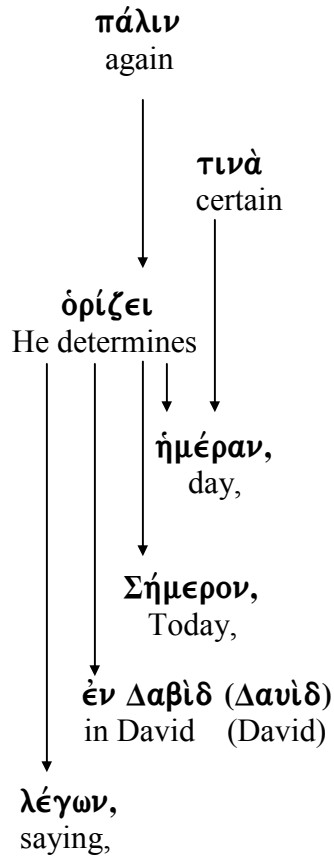 πάλιν
again
τινὰ
certain
ὁρίζει
He determines
ἡμέραν,
day,
Σήμερον,
Today,
ἐν Δαβὶδ (Δαυὶδ)
in David (David)
λέγων,
saying,